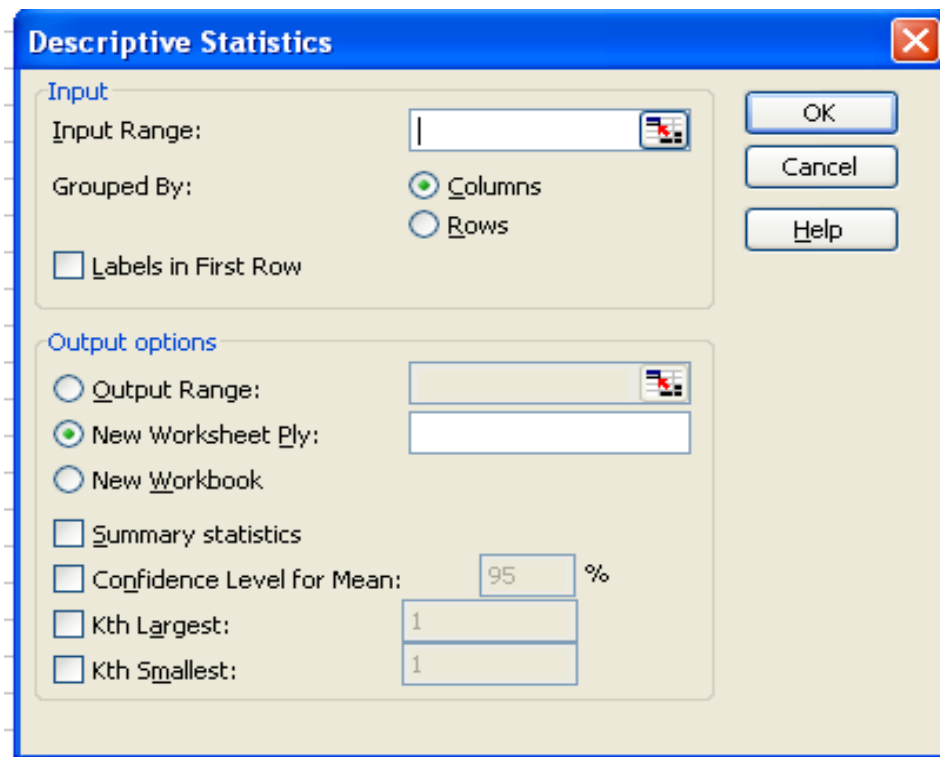 Descriptive Statistics
Input
Input Range:
Grouped By:
Columns
Rows
Labels in First Row
OK
Cancel
Help
Output options
Output Range:
New Worksheet Ply:
New Workbook
Summary statistics
Confidence Level for Mean: 95 %
Kth Largest: 1
Kth Smallest: 1